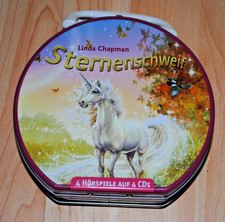 Linda Chapman
Sternenschweif
4 HÖRSPIELE AUF 4 CDs